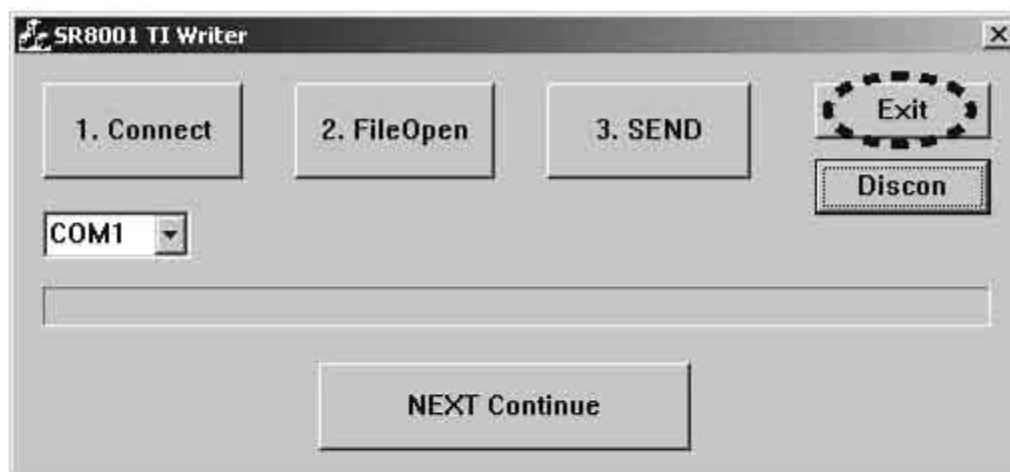 SR8001 TI Writer
1. Connect
2. FileOpen
3. SEND
Exit
Discon
COM1
NEXT Continue